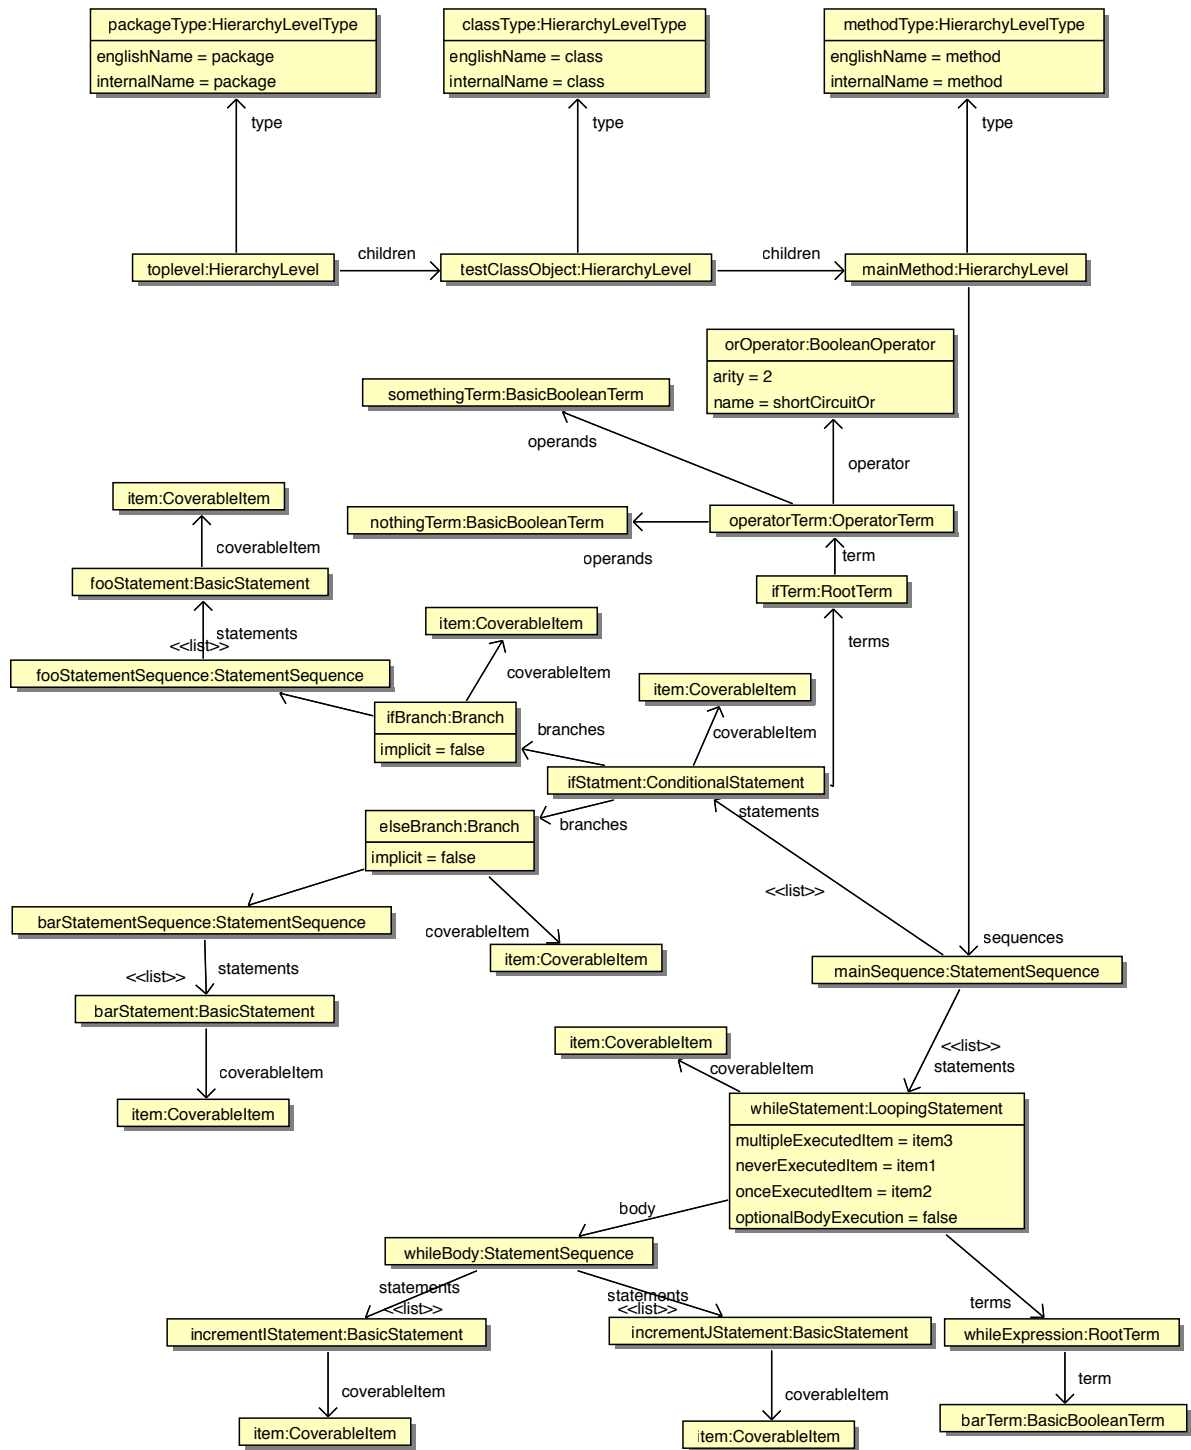 packageType:HierarchyLevelType
englishName = package
internalName = package
classType:HierarchyLevelType
englishName = class
internalName = class
methodType:HierarchyLevelType
englishName = method
internalName = method
type
type
type
toplevel:HierarchyLevel
children
testClassObject:HierarchyLevel
children
mainMethod:HierarchyLevel
orOperator:BooleanOperator
arity = 2
name = shortCircuitOr
somethingTerm:BasicBooleanTerm
operands
operator
item:CoverableItem
nothingTerm:BasicBooleanTerm
operatorTerm:OperatorTerm
coverableItem
operands
term
fooStatement:BasicStatement
ifTerm:RootTerm
item:CoverableItem
statements
<<list>>
terms
fooStatementSequence:StatementSequence
coverableItem
item:CoverableItem
ifBranch:Branch
implicit = false
branches
coverableItem
ifStatment:ConditionalStatement
statements
elseBranch:Branch
implicit = false
branches
<<list>>
barStatementSequence:StatementSequence
coverableItem
sequences
item:CoverableItem
mainSequence:StatementSequence
<<list>>
statements
barStatement:BasicStatement
item:CoverableItem
<<list>>
statements
coverableItem
coverableItem
item:CoverableItem
whileStatement:LoopingStatement
multipleExecutedItem = item3
neverExecutedItem = item1
onceExecutedItem = item2
optionalBodyExecution = false
body
whileBody:StatementSequence
statements
<<list>>
statements
<<list>>
terms
incrementIStatement:BasicStatement
incrementJStatement:BasicStatement
whileExpression:RootTerm
coverableItem
coverableItem
term
item:CoverableItem
item:CoverableItem
barTerm:BasicBooleanTerm